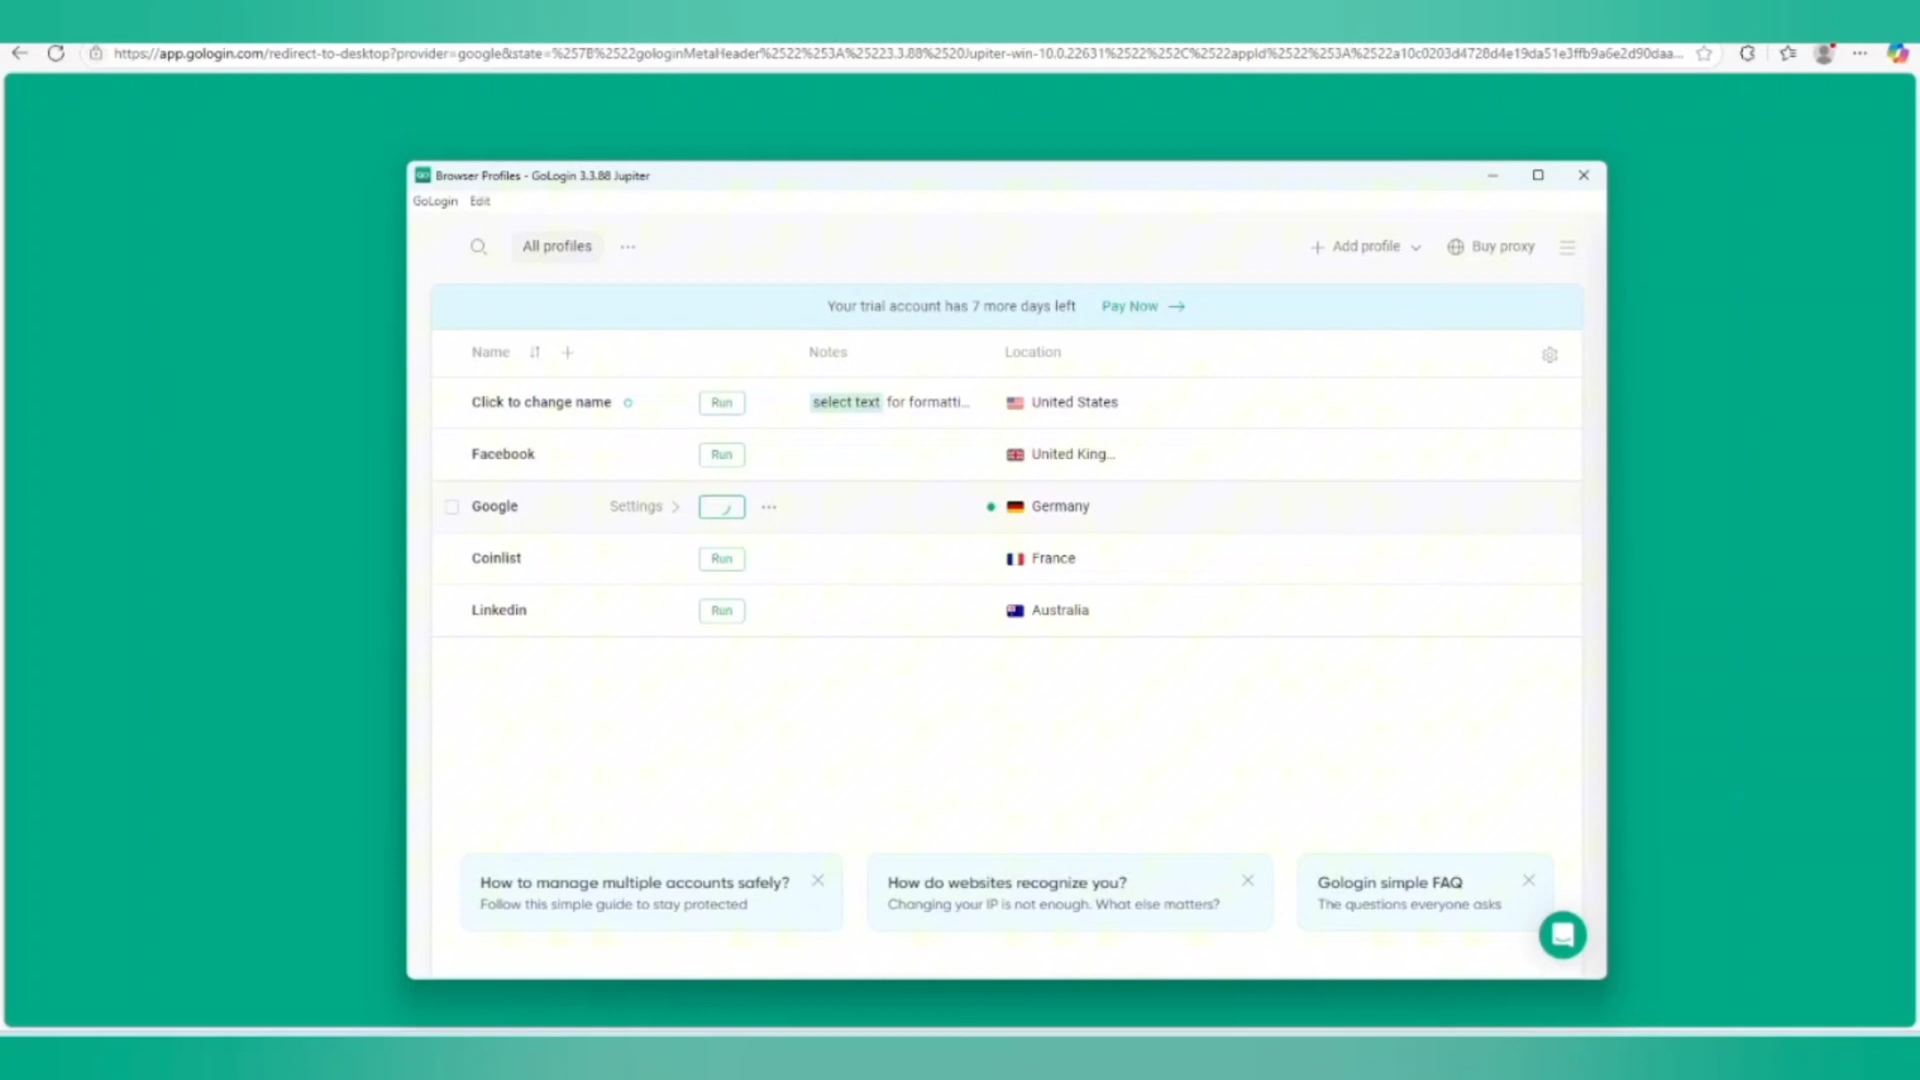 https://app.gologin.com/redirect-to-desktop?provider=google&state=%257B%2522gologinMetaHeader%2522%253A%25223.3.88%2520Jupiter-win-10.0.22631%2522%252C%2522appId%2522%253A%2522a10c0203d4728d4e19da51e3ffb9a6e2d90daa...
Browser Profiles - GoLogin 3.3.88 Jupiter
GoLogin Edit
All profiles ... + Add profile Buy proxy
Your trial account has 7 more days left Pay Now →
Name + Notes Location
Click to change name Run select text for formatti... United States
Facebook Run United King...
Google Settings > ... Germany
Coinlist Run France
Linkedin Run Australia
How to manage multiple accounts safely?
Follow this simple guide to stay protected
How do websites recognize you?
Changing your IP is not enough. What else matters?
Gologin simple FAQ
The questions everyone asks